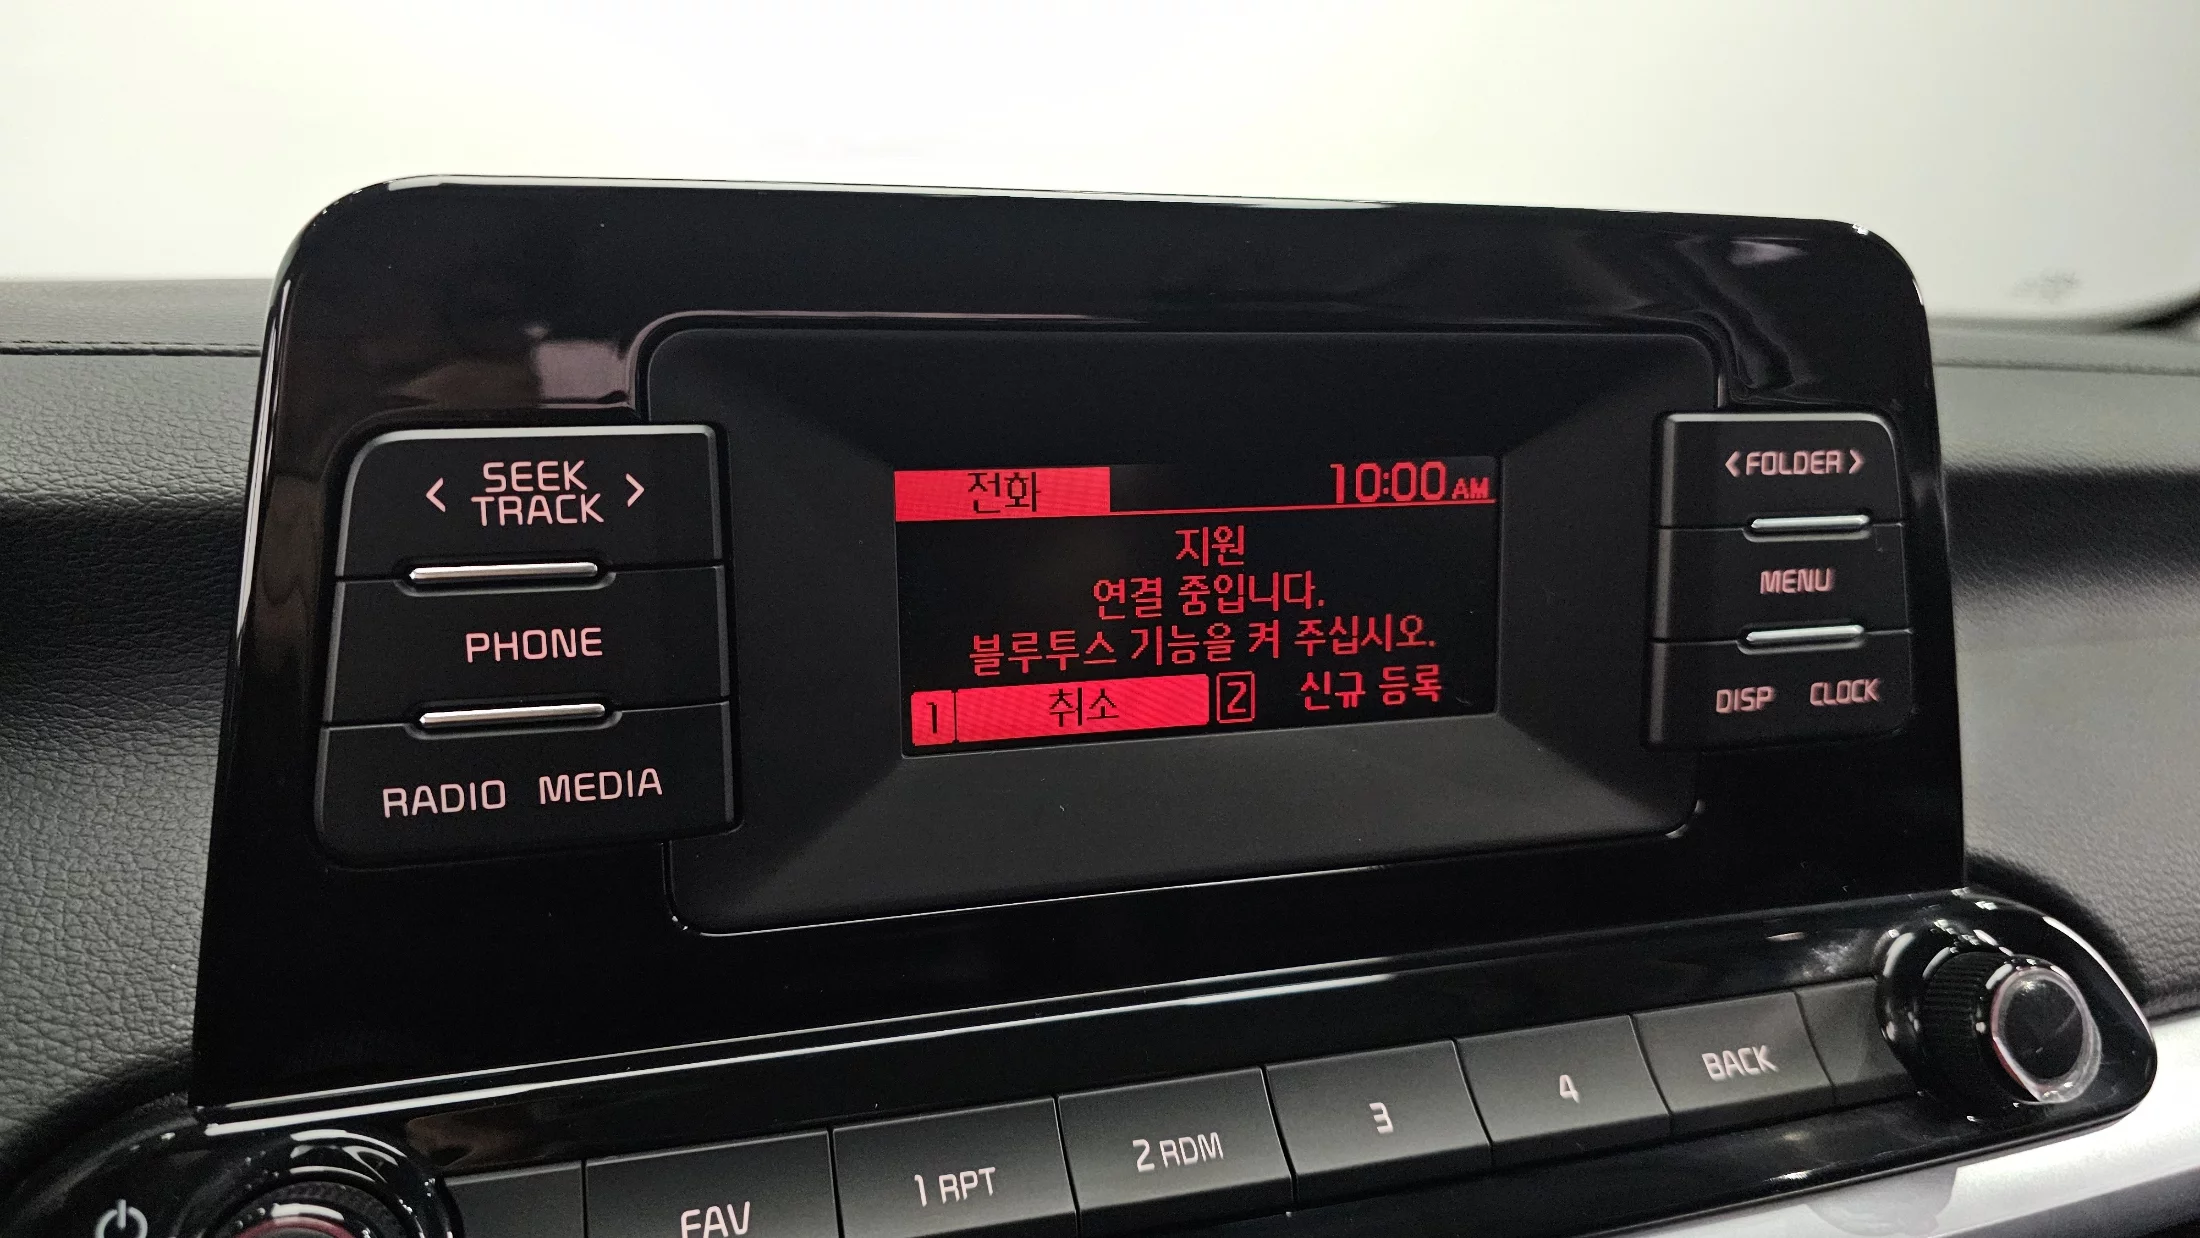 전화 10:00 AM
지원
연결 중입니다.
블루투스 기능을 켜 주십시오.
1 취소 2 신규 등록
< SEEK TRACK >
PHONE
RADIO MEDIA
< FOLDER >
MENU
DISP CLOCK
FAV 1 RPT 2 RDM 3 4 BACK